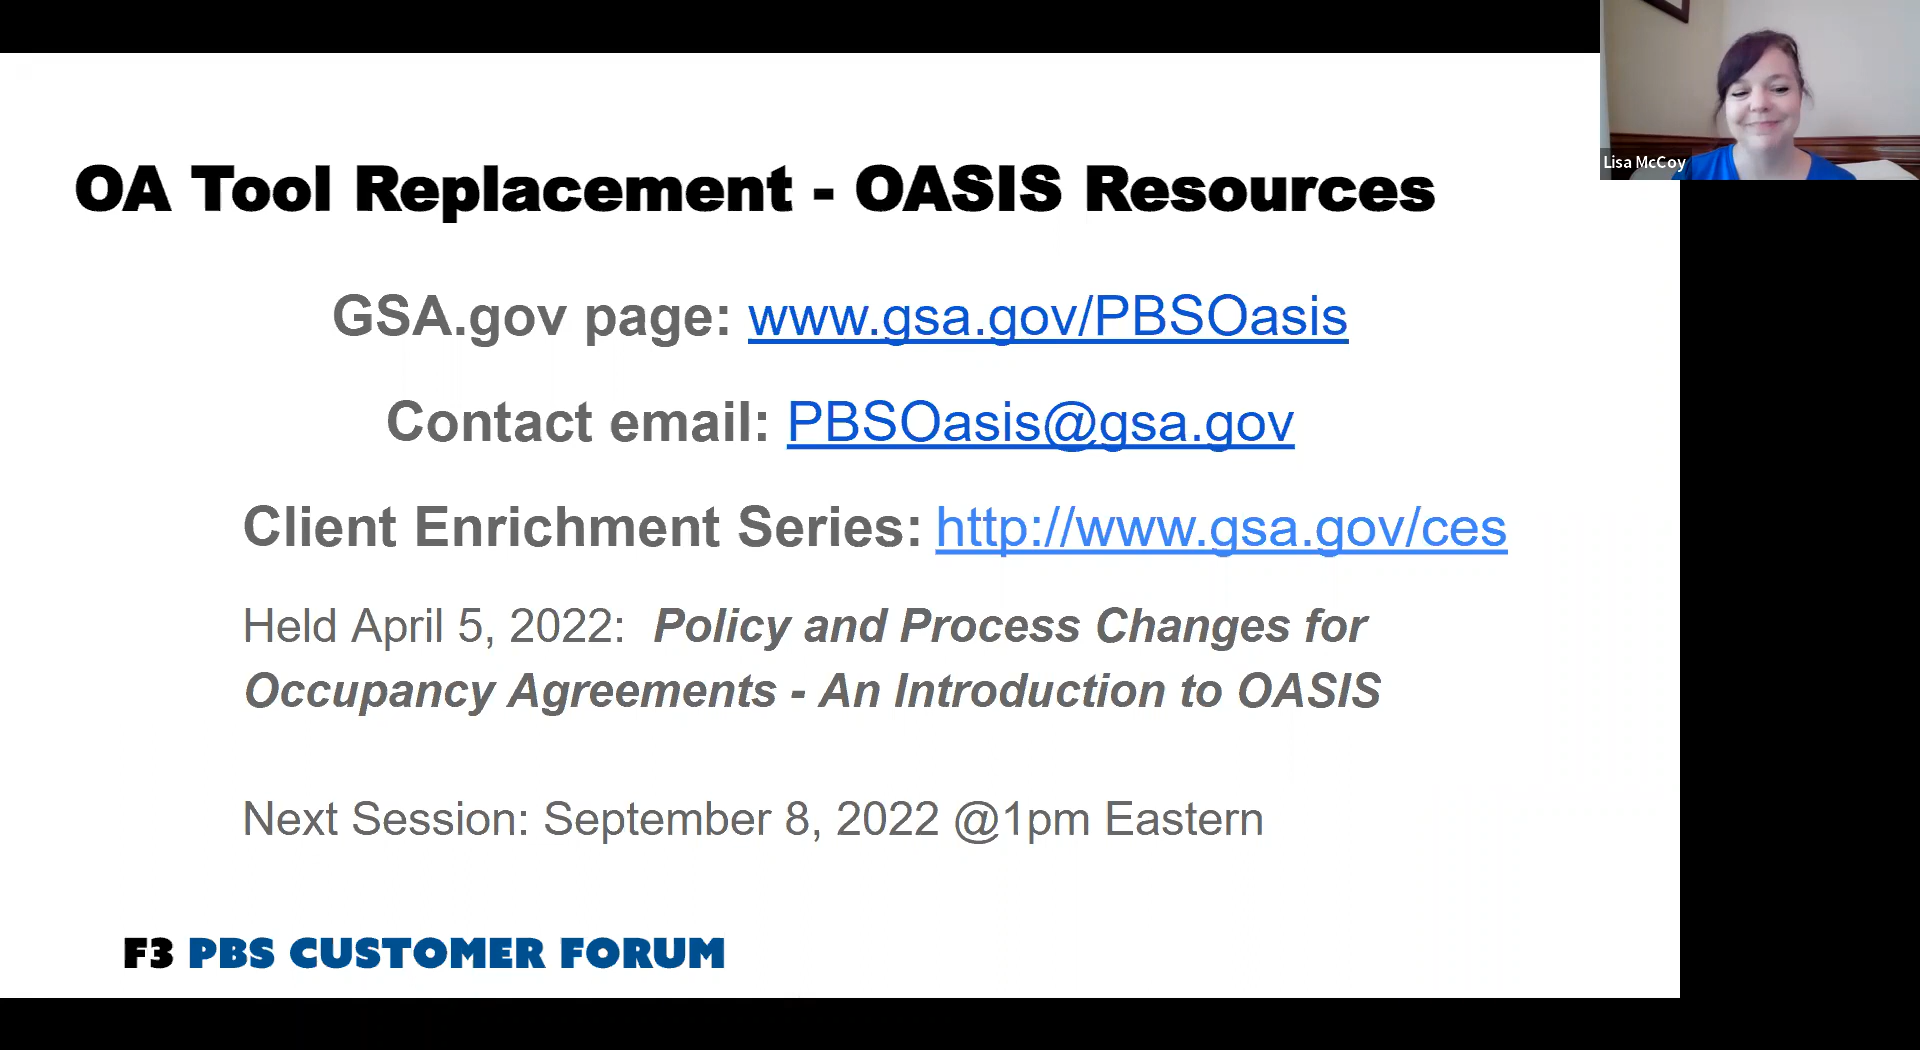 Lisa McCoy
OA Tool Replacement - OASIS Resources
GSA.gov page: www.gsa.gov/PBSOasis
Contact email: PBSOasis@gsa.gov
Client Enrichment Series: http://www.gsa.gov/ces
Held April 5, 2022: Policy and Process Changes for
Occupancy Agreements - An Introduction to OASIS
Next Session: September 8, 2022 @1pm Eastern
F3 PBS CUSTOMER FORUM